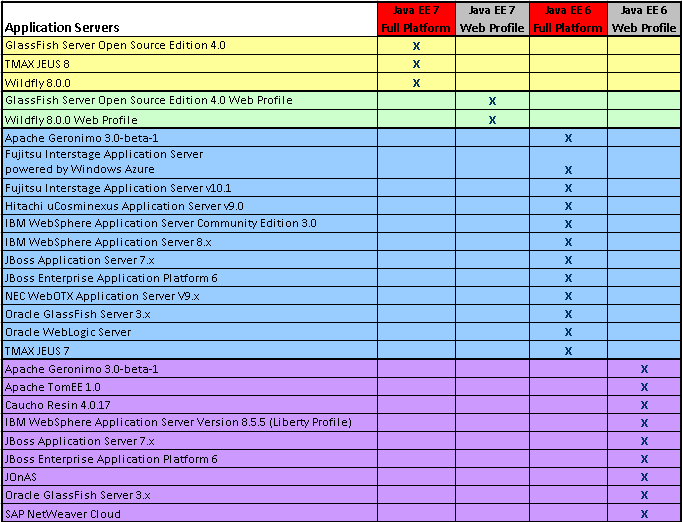 Application Servers Java EE 7 Full Platform Java EE 7 Web Profile Java EE 6 Full Platform Java EE 6 Web Profile
GlassFish Server Open Source Edition 4.0 X
TMAX JEUS 8 X
Wildfly 8.0.0 X
GlassFish Server Open Source Edition 4.0 Web Profile X
Wildfly 8.0.0 Web Profile X
Apache Geronimo 3.0-beta-1 X
Fujitsu Interstage Application Server
powered by Windows Azure X
Fujitsu Interstage Application Server v10.1 X
Hitachi uCosminexus Application Server v9.0 X
IBM WebSphere Application Server Community Edition 3.0 X
IBM WebSphere Application Server 8.x X
JBoss Application Server 7.x X
JBoss Enterprise Application Platform 6 X
NEC WebOTX Application Server V9.x X
Oracle GlassFish Server 3.x X
Oracle WebLogic Server X
TMAX JEUS 7 X
Apache Geronimo 3.0-beta-1 X
Apache TomEE 1.0 X
Caucho Resin 4.0.17 X
IBM WebSphere Application Server Version 8.5.5 (Liberty Profile) X
JBoss Application Server 7.x X
JBoss Enterprise Application Platform 6 X
JOnAS X
Oracle GlassFish Server 3.x X
SAP NetWeaver Cloud X